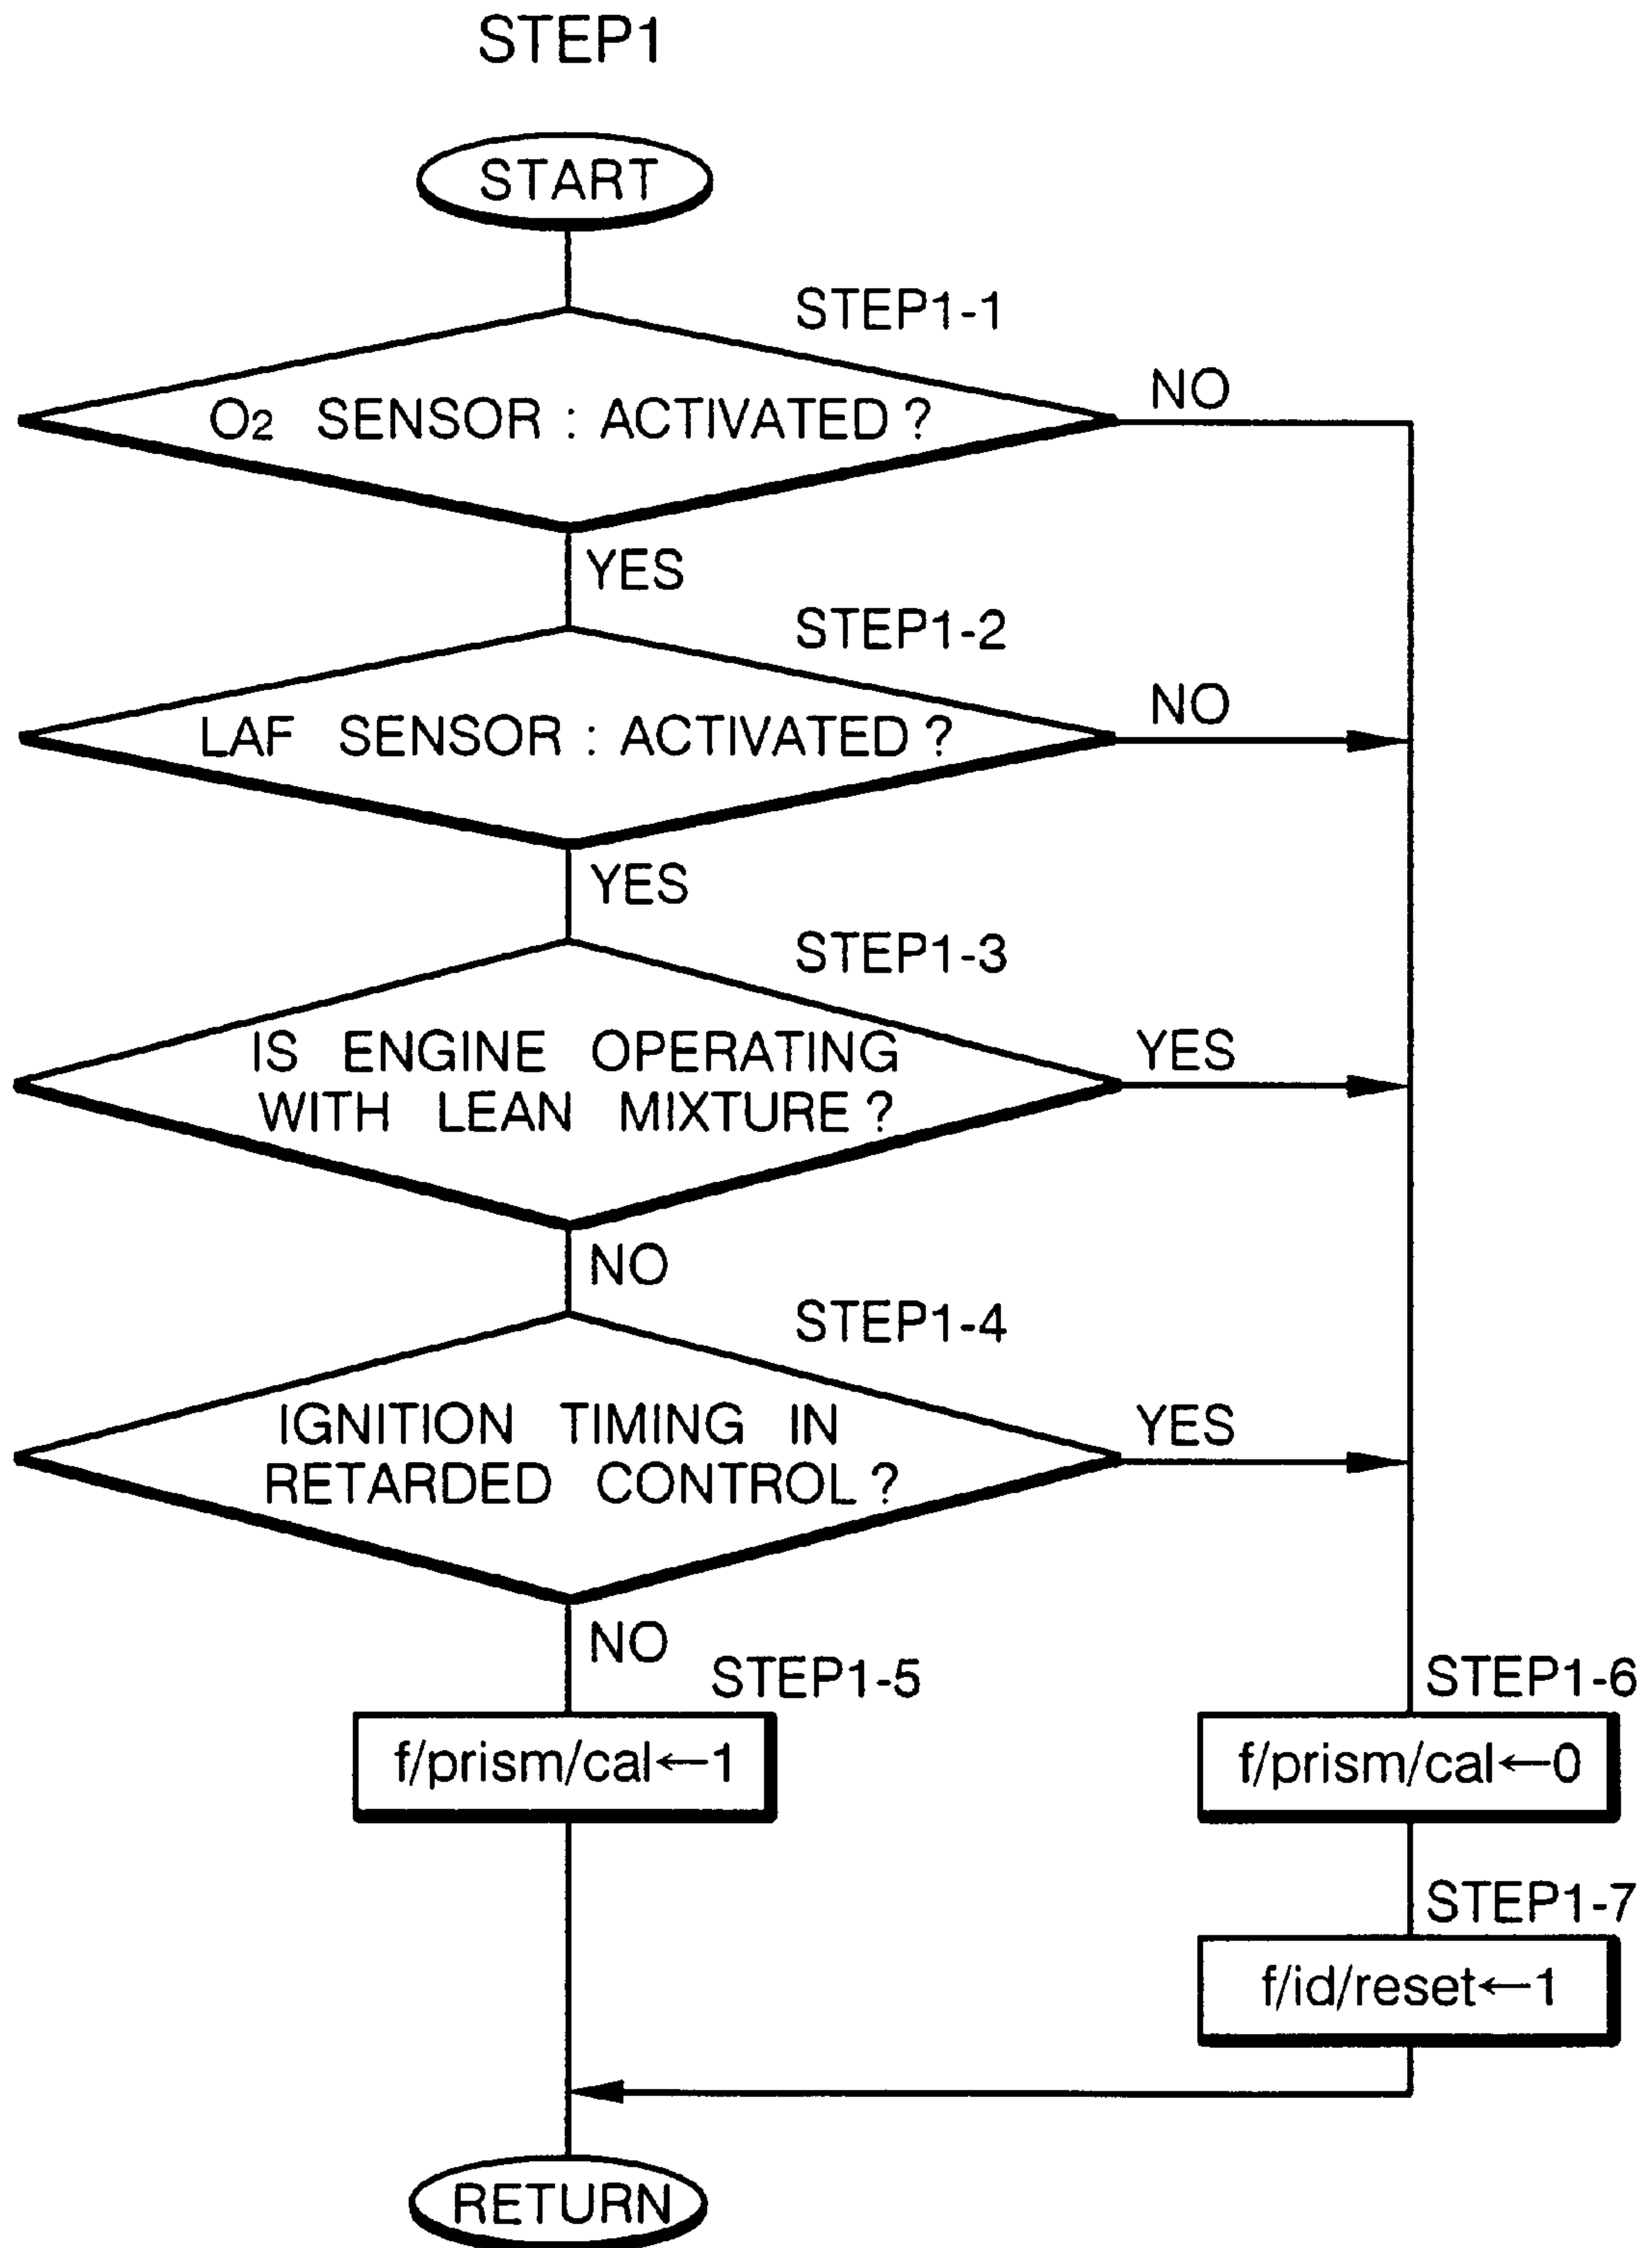 STEP1
START
STEP1-1
O2 SENSOR : ACTIVATED ?
NO
YES
STEP1-2
LAF SENSOR : ACTIVATED ?
NO
YES
STEP1-3
IS ENGINE OPERATING
WITH LEAN MIXTURE ?
YES
NO
STEP1-4
IGNITION TIMING IN
RETARDED CONTROL ?
YES
NO
STEP1-5
f/prism/cal←1
STEP1-6
f/prism/cal←0
STEP1-7
f/id/reset←1
RETURN